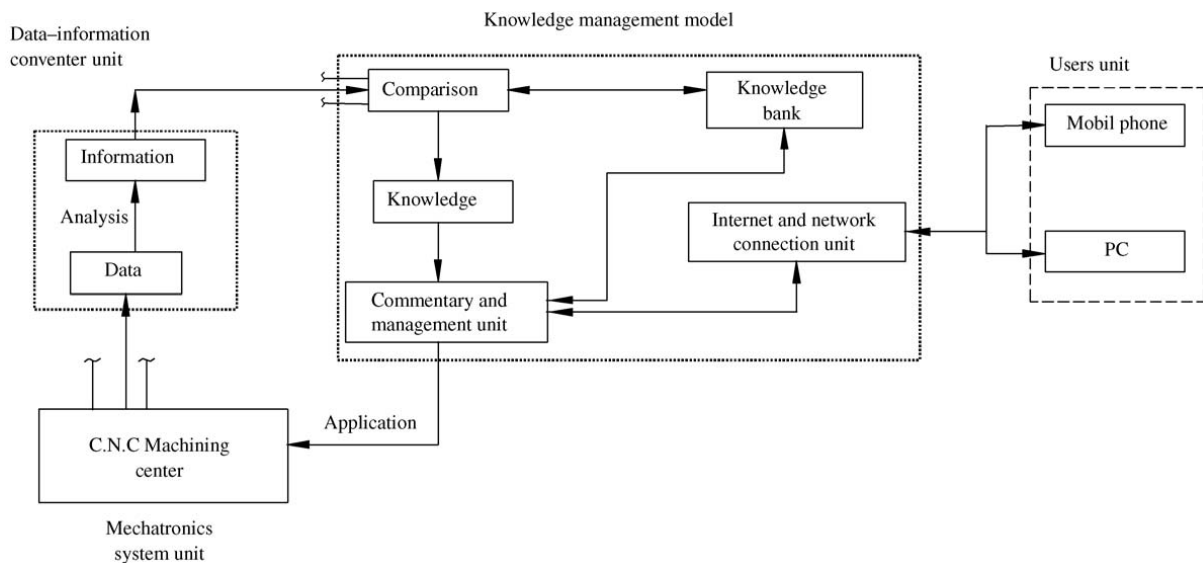 Knowledge management model
Data–information
conventer unit
Users unit
Comparison
Knowledge
bank
Mobil phone
Information
Analysis
Knowledge
Internet and network
connection unit
PC
Data
Commentary and
management unit
Application
C.N.C Machining
center
Mechatronics
system unit